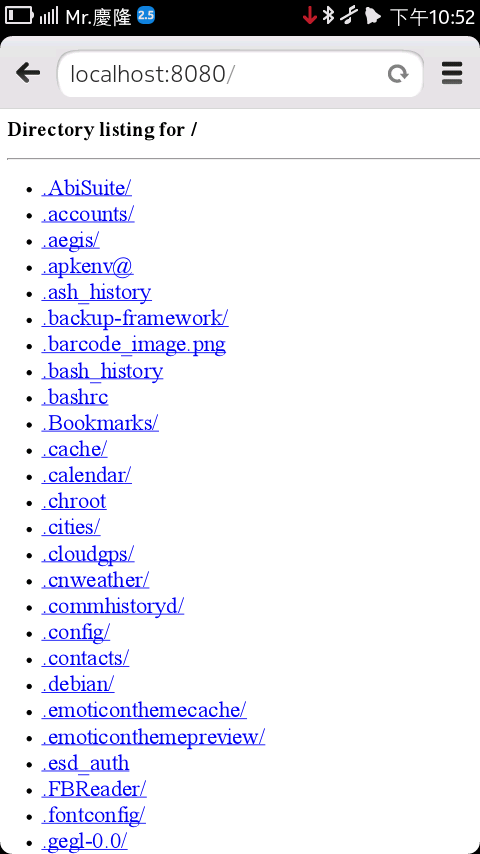 Mr.慶隆 2.5 下午10:52
localhost:8080/
Directory listing for /
.AbiSuite/
.accounts/
.aegis/
.apkenv@
.ash_history
.backup-framework/
.barcode_image.png
.bash_history
.bashrc
.Bookmarks/
.cache/
.calendar/
.chroot
.cities/
.cloudgps/
.cnweather/
.commhistoryd/
.config/
.contacts/
.debian/
.emoticonthemecache/
.emoticonthemepreview/
.esd_auth
.FBReader/
.fontconfig/
.gegl-0.0/